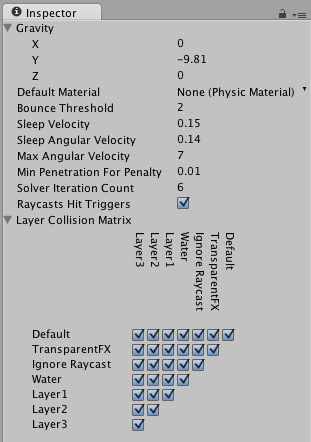 Inspector
Gravity
X 0
Y -9.81
Z 0
Default Material None (Physic Material)
Bounce Threshold 2
Sleep Velocity 0.15
Sleep Angular Velocity 0.14
Max Angular Velocity 7
Min Penetration For Penalty 0.01
Solver Iteration Count 6
Raycasts Hit Triggers
Layer Collision Matrix
Layer3
Layer2
Layer1
Water
Ignore Raycast
TransparentFX
Default
Default
TransparentFX
Ignore Raycast
Water
Layer1
Layer2
Layer3